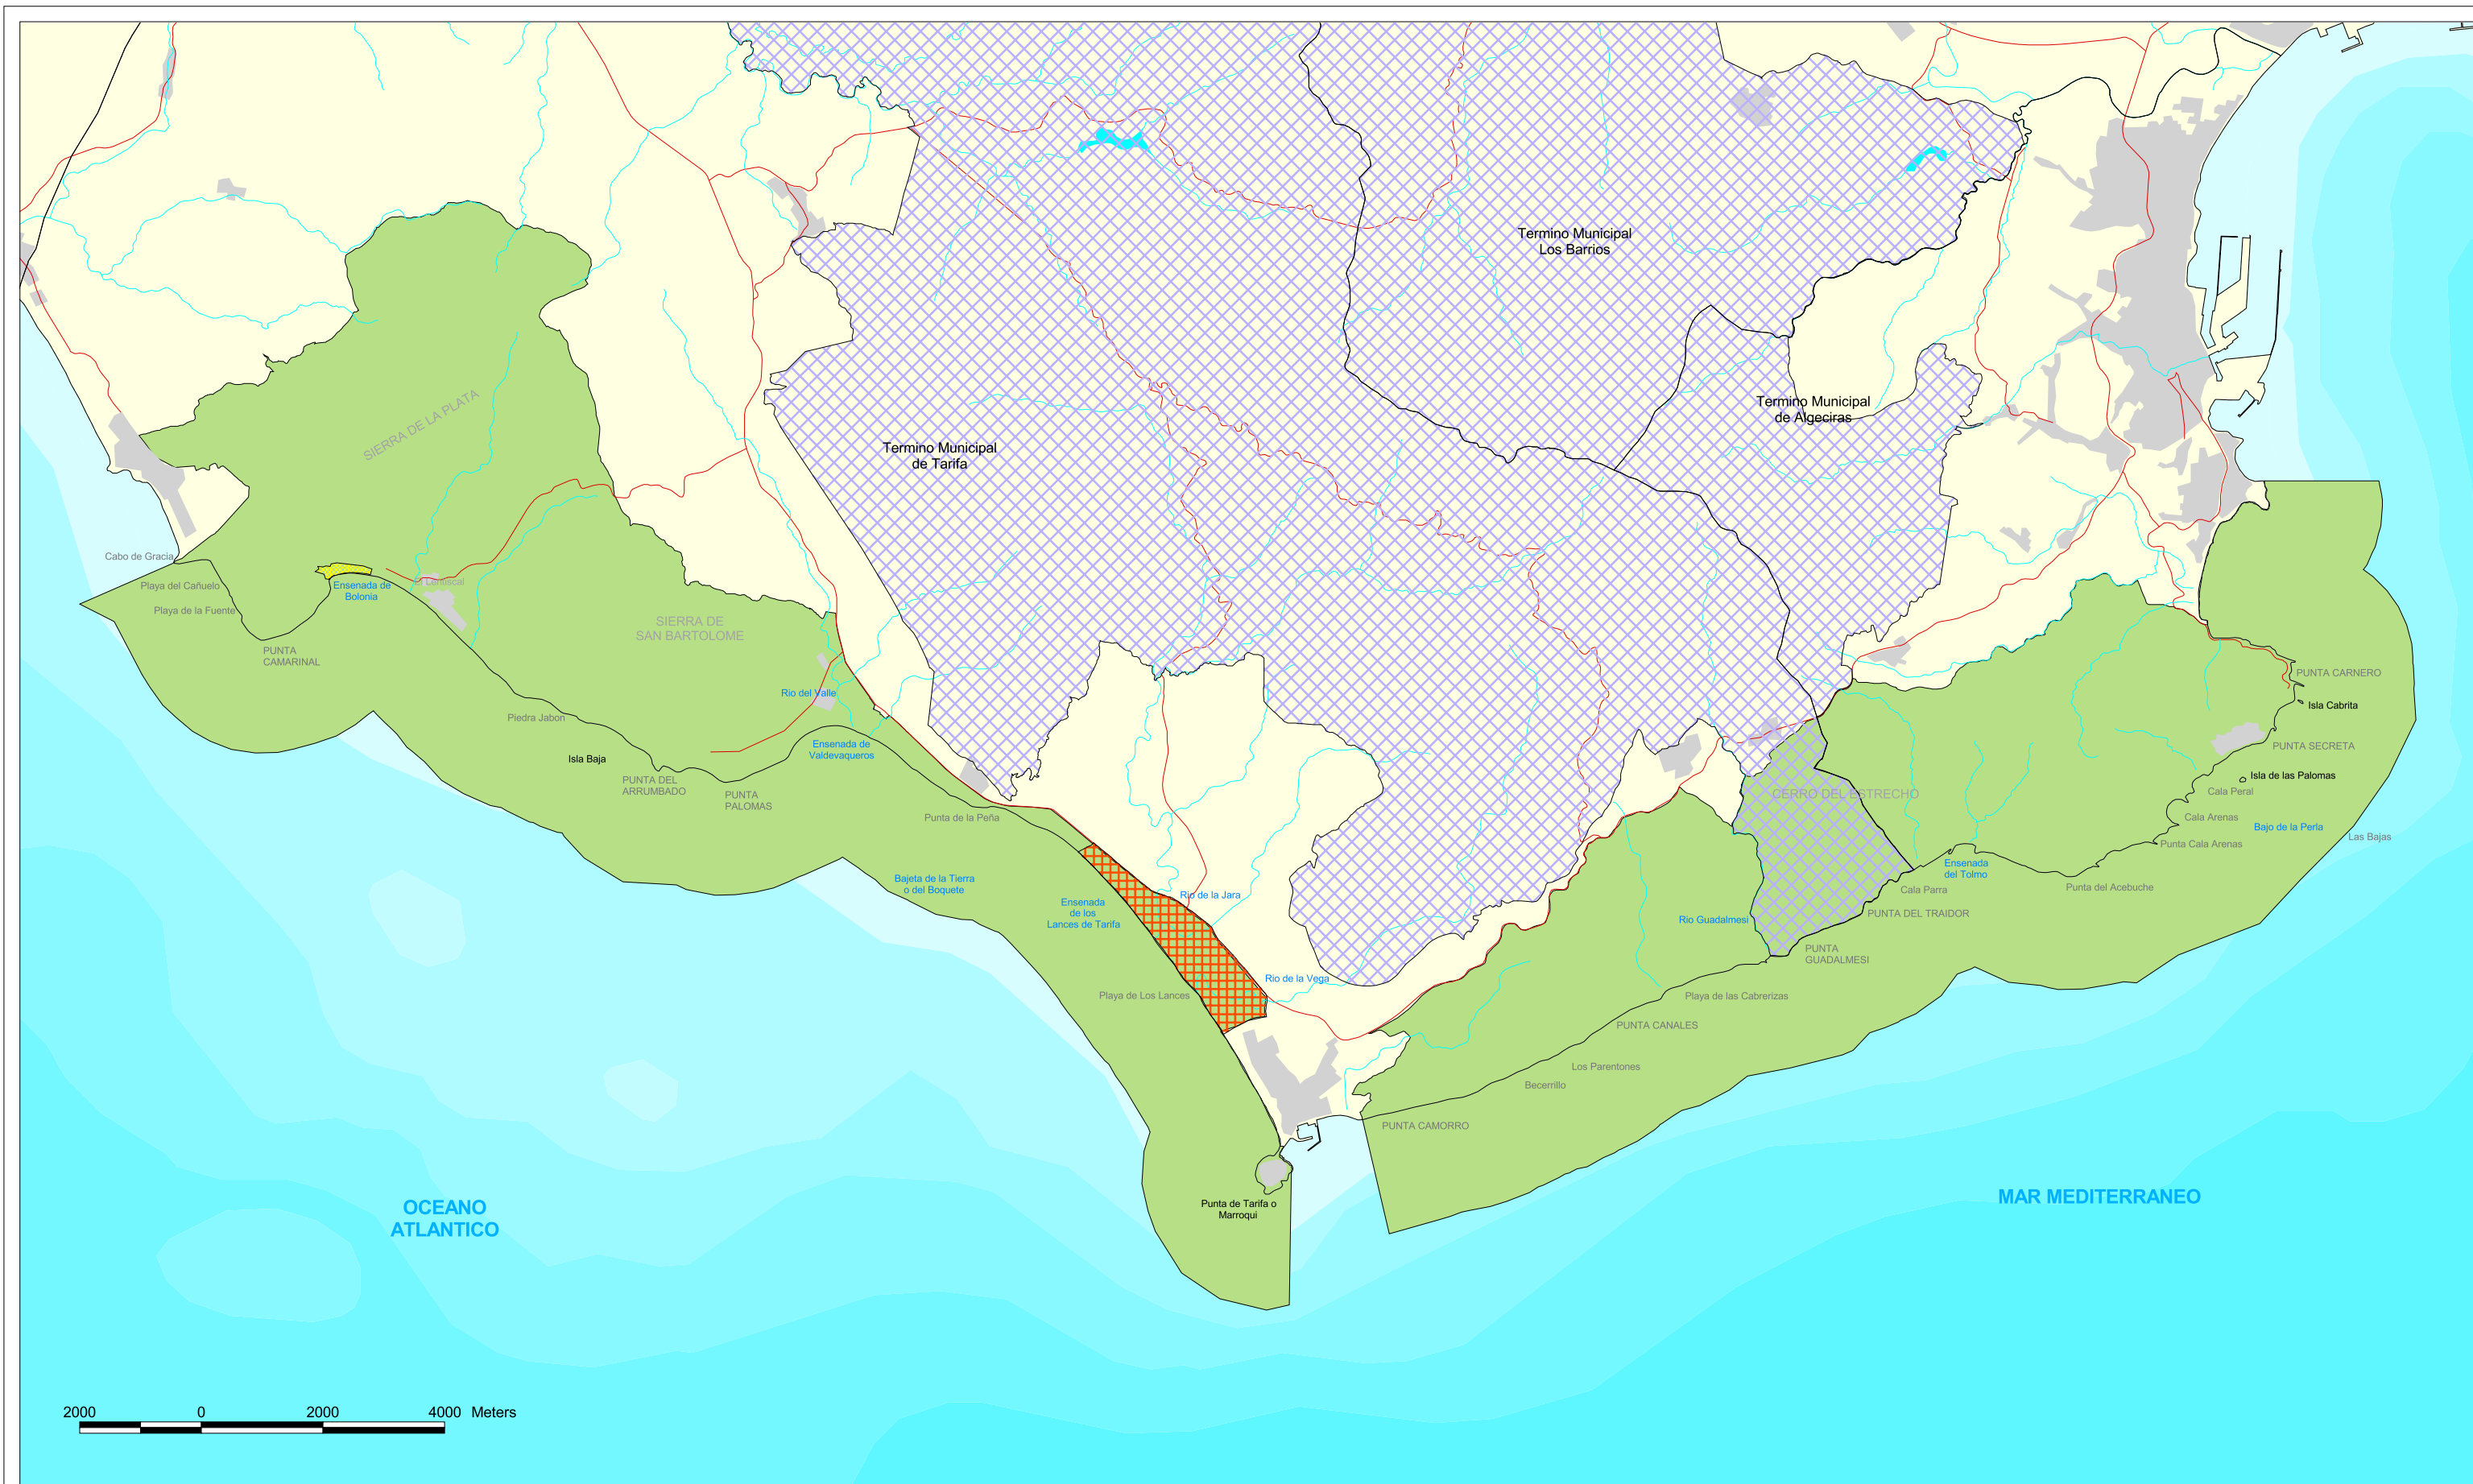 Termino Municipal
Los Barrios
Termino Municipal
de Algeciras
Termino Municipal
de Tarifa
SIERRA DE LA PLATA
Cabo de Gracia
Playa del Cañuelo
Playa de la Fuente
Ensenada de
Bolonia
El Lentiscal
PUNTA
CAMARINAL
SIERRA DE
SAN BARTOLOME
Rio del Valle
Piedra Jabon
Isla Baja
Ensenada de
Valdevaqueros
PUNTA DEL
ARRUMBADO
PUNTA
PALOMAS
Punta de la Peña
Bajeta de la Tierra
o del Boquete
Ensenada
de los
Lances de Tarifa
Rio de la Jara
Rio de la Vega
Playa de Los Lances
PUNTA CARNERO
Isla Cabrita
PUNTA SECRETA
Isla de las Palomas
Cala Peral
CERRO DEL ESTRECHO
Cala Arenas
Bajo de la Perla
Las Bajas
Punta Cala Arenas
Ensenada
del Tolmo
Punta del Acebuche
Cala Parra
PUNTA DEL TRAIDOR
Rio Guadalmesi
PUNTA
GUADALMESI
Playa de las Cabrerizas
PUNTA CANALES
Los Parentones
Becerrillo
PUNTA CAMORRO
Punta de Tarifa o
Marroqui
OCEANO
ATLANTICO
MAR MEDITERRANEO
2000 0 2000 4000 Meters